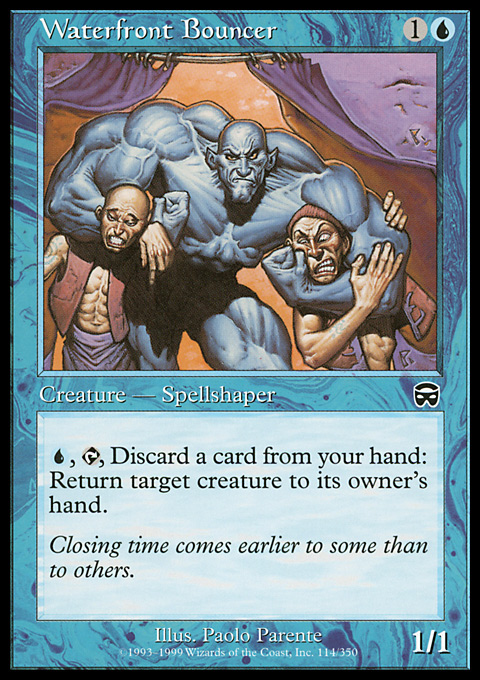 Waterfront Bouncer 1
Creature — Spellshaper
, , Discard a card from your hand:
Return target creature to its owner's
hand.
Closing time comes earlier to some than
to others.
Illus. Paolo Parente
©1993-1999 Wizards of the Coast, Inc. 114/350
1/1